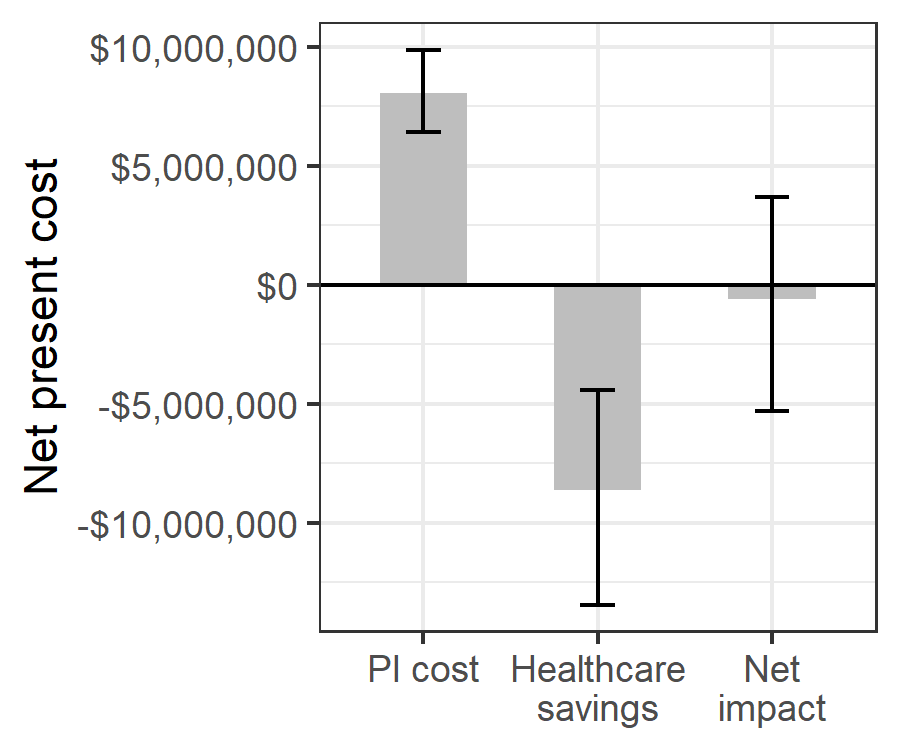 Net present cost
$10,000,000
$5,000,000
$0
-$5,000,000
-$10,000,000
PI cost
Healthcare
savings
Net
impact